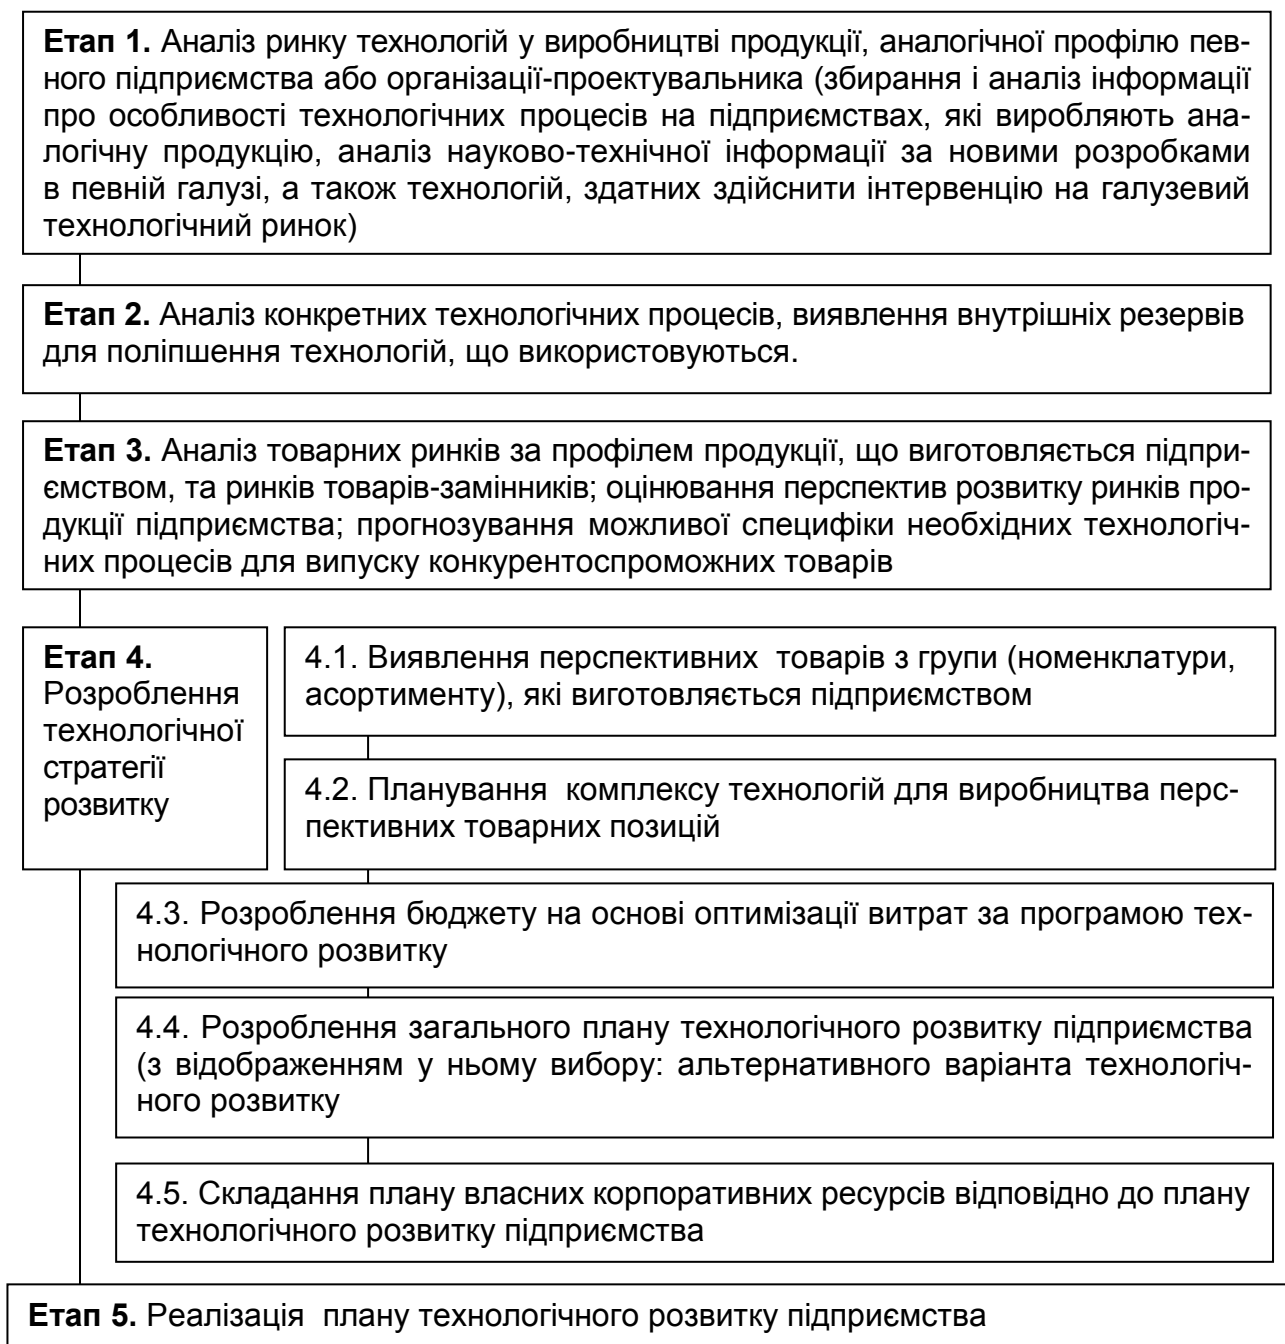 Етап 1. Аналіз ринку технологій у виробництві продукції, аналогічної профілю пев-
ного підприємства або організації-проектувальника (збирання і аналіз інформації
про особливості технологічних процесів на підприємствах, які виробляють ана-
логічну продукцію, аналіз науково-технічної інформації за новими розробками
в певній галузі, а також технологій, здатних здійснити інтервенцію на галузевий
технологічний ринок)
Етап 2. Аналіз конкретних технологічних процесів, виявлення внутрішніх резервів
для поліпшення технологій, що використовуються.
Етап 3. Аналіз товарних ринків за профілем продукції, що виготовляється підпри-
ємством, та ринків товарів-замінників; оцінювання перспектив розвитку ринків про-
дукції підприємства; прогнозування можливої специфіки необхідних технологіч-
них процесів для випуску конкурентоспроможних товарів
Етап 4.
Розроблення
технологічної
стратегії
розвитку
4.1. Виявлення перспективних товарів з групи (номенклатури,
асортименту), які виготовляється підприємством
4.2. Планування комплексу технологій для виробництва перс-
пективних товарних позицій
4.3. Розроблення бюджету на основі оптимізації витрат за програмою тех-
нологічного розвитку
4.4. Розроблення загального плану технологічного розвитку підприємства
(з відображенням у ньому вибору: альтернативного варіанта технологіч-
ного розвитку
4.5. Складання плану власних корпоративних ресурсів відповідно до плану
технологічного розвитку підприємства
Етап 5. Реалізація плану технологічного розвитку підприємства